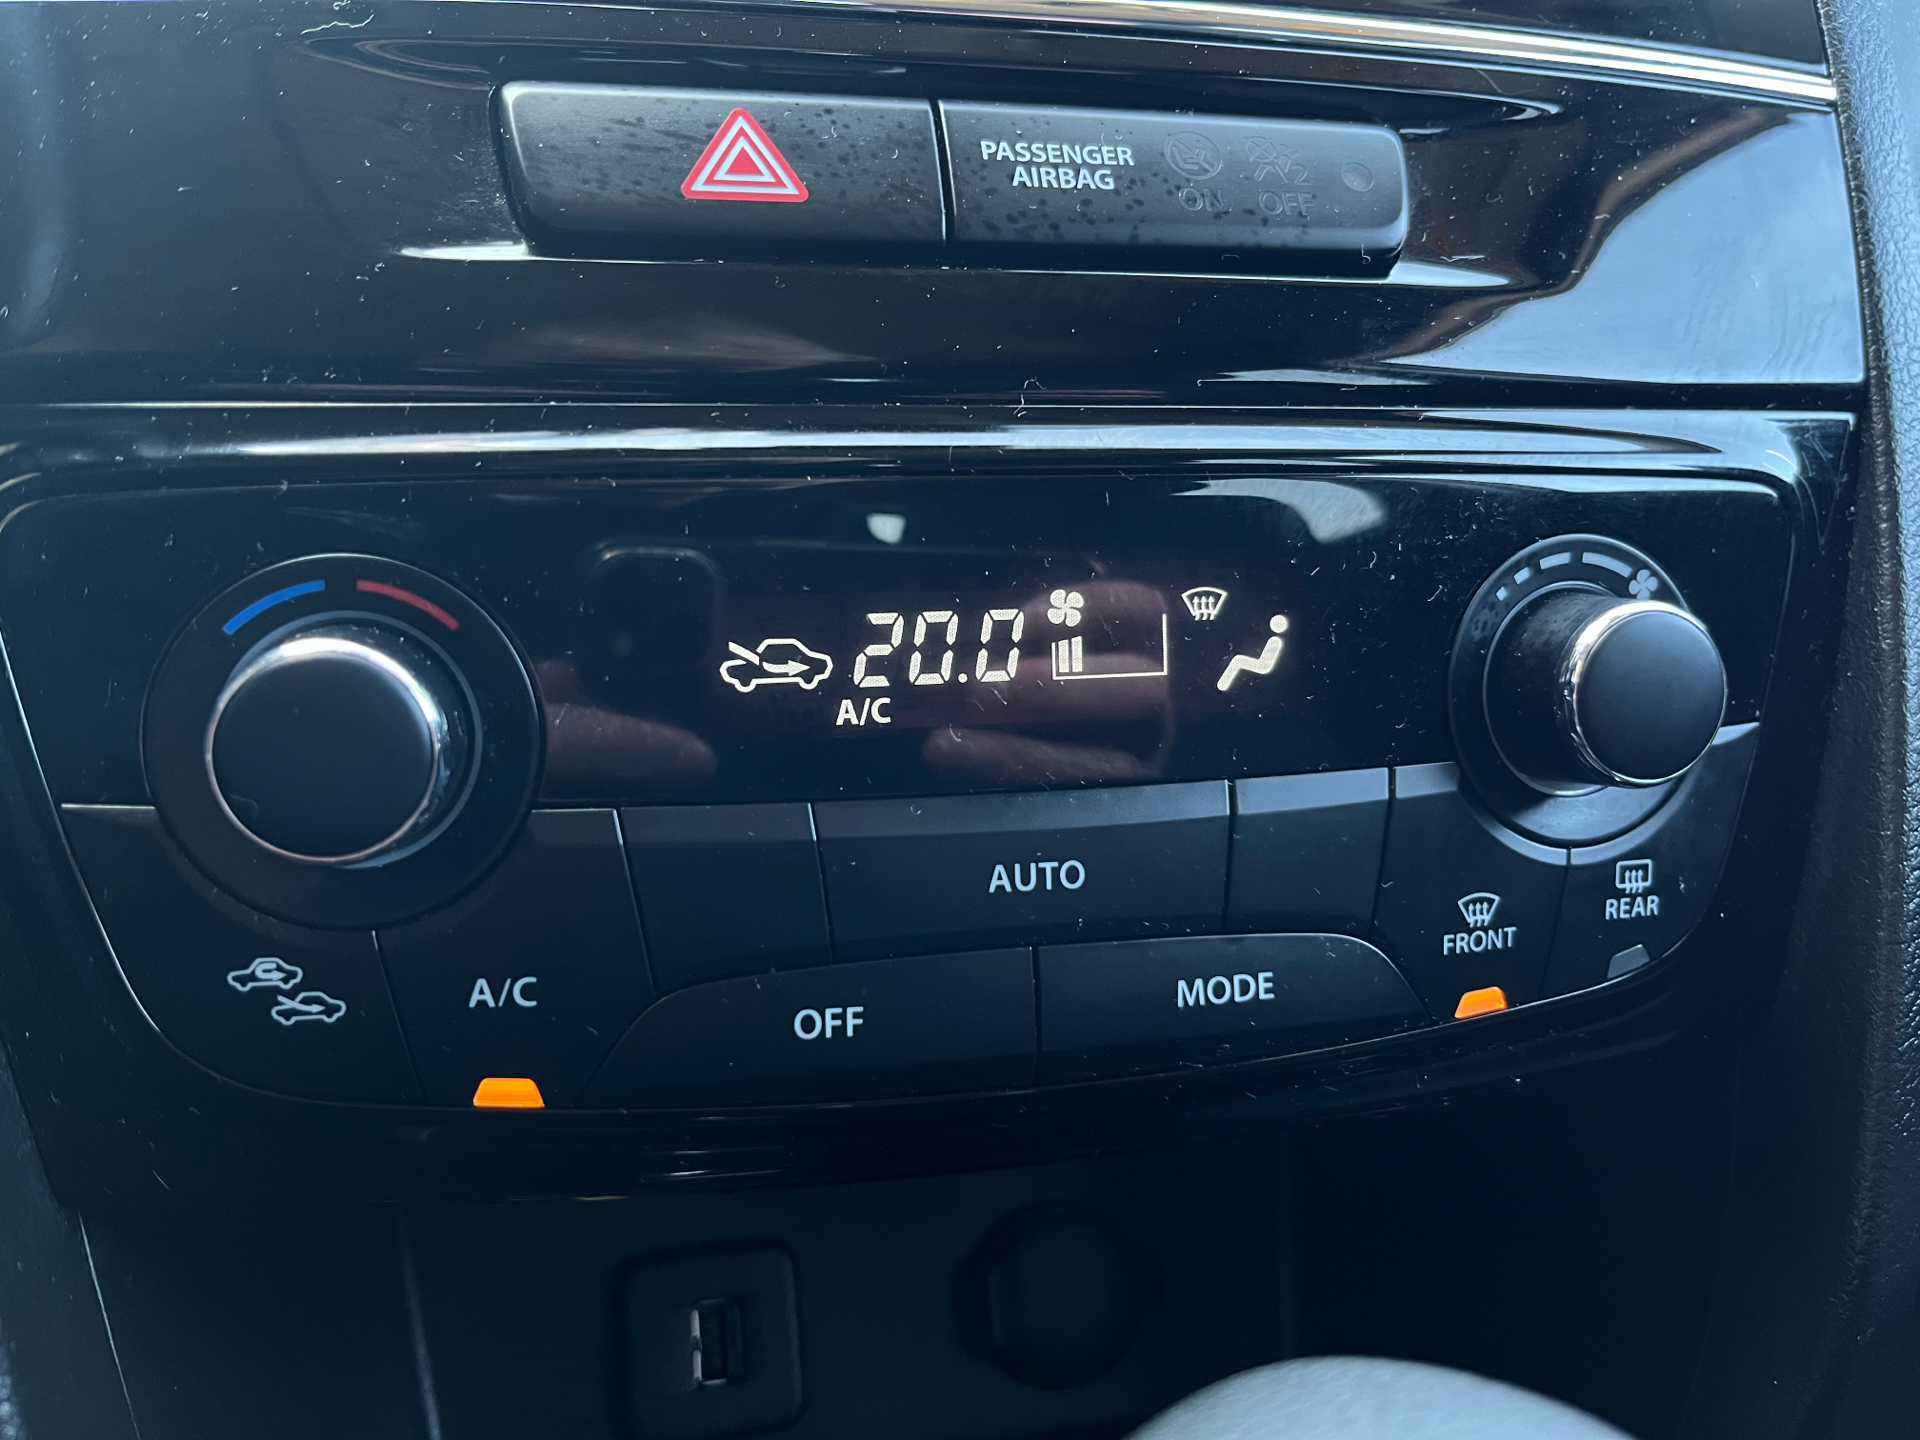 PASSENGER
AIRBAG
ON OFF
20.0
A/C
AUTO
REAR
FRONT
A/C
OFF
MODE